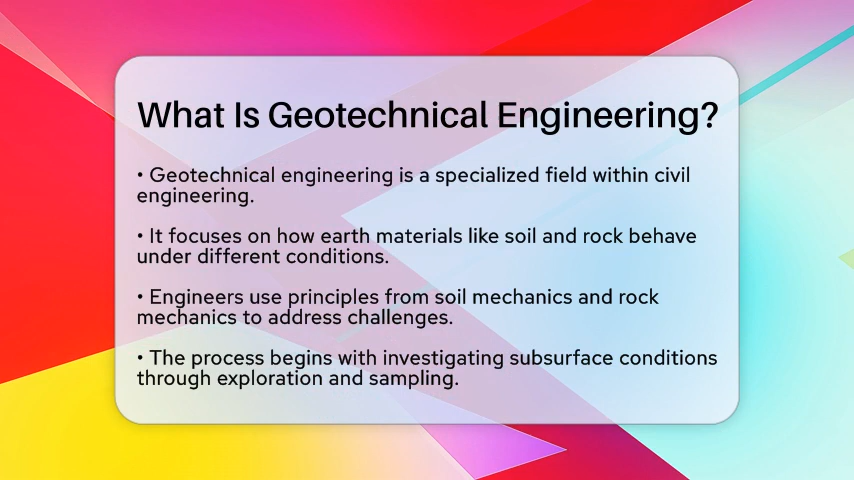 What Is Geotechnical Engineering?
• Geotechnical engineering is a specialized field within civil
engineering.
• It focuses on how earth materials like soil and rock behave
under different conditions.
• Engineers use principles from soil mechanics and rock
mechanics to address challenges.
• The process begins with investigating subsurface conditions
through exploration and sampling.